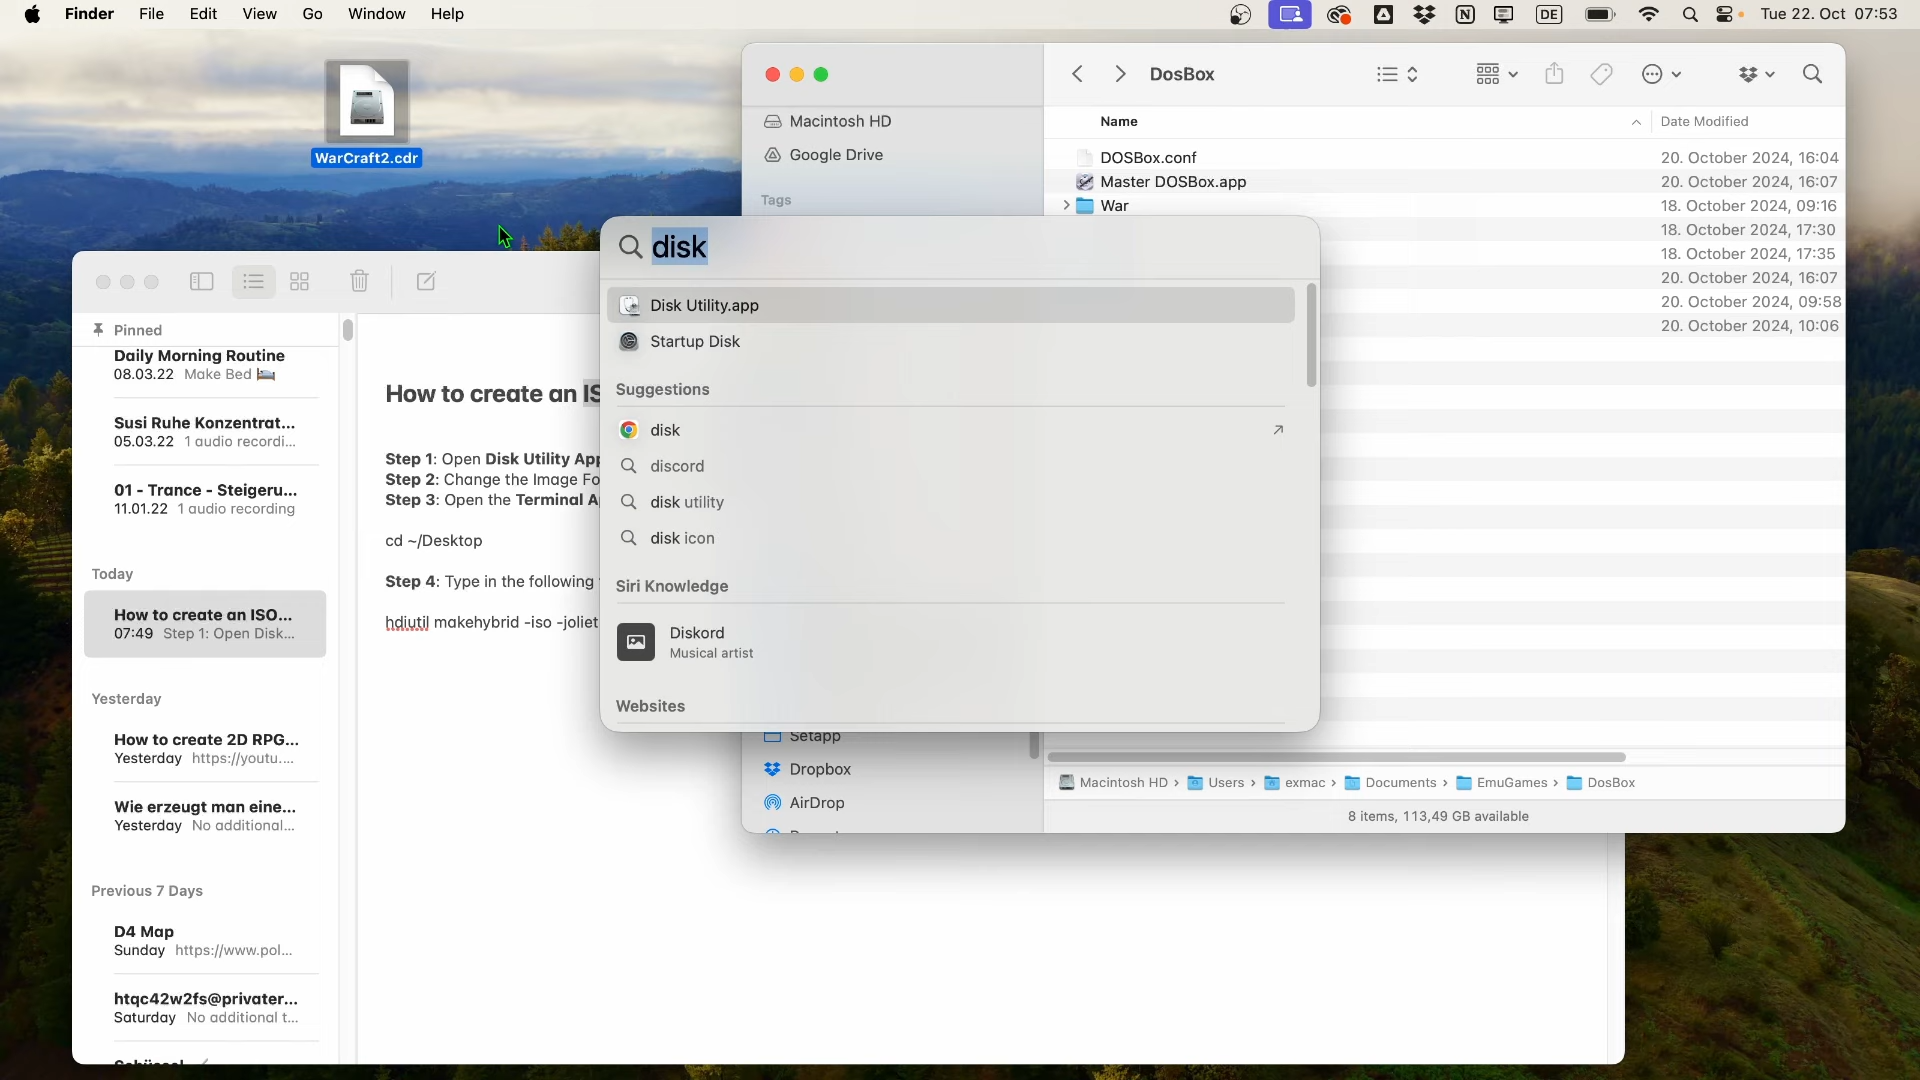 Finder File Edit View Go Window Help
N DE Tue 22. Oct 07:53
WarCraft2.cdr
DosBox
Macintosh HD
Google Drive
Tags
Name Date Modified
DOSBox.conf 20. October 2024, 16:04
Master DOSBox.app 20. October 2024, 16:07
War 18. October 2024, 09:16
18. October 2024, 17:30
18. October 2024, 17:35
20. October 2024, 16:07
20. October 2024, 09:58
20. October 2024, 10:06
disk
Disk Utility.app
Startup Disk
Suggestions
disk
discord
disk utility
disk icon
Siri Knowledge
Diskord
Musical artist
Websites
Setapp
Dropbox
AirDrop
Macintosh HD › Users › exmac › Documents › EmuGames › DosBox
8 items, 113,49 GB available
Pinned
Daily Morning Routine
08.03.22 Make Bed
Susi Ruhe Konzentrat...
05.03.22 1 audio recordi...
01 - Trance - Steigeru...
11.01.22 1 audio recording
Today
How to create an ISO...
07:49 Step 1: Open Disk...
Yesterday
How to create 2D RPG...
Yesterday https://youtu....
Wie erzeugt man eine...
Yesterday No additional...
Previous 7 Days
D4 Map
Sunday https://www.pol...
htqc42w2fs@privater...
Saturday No additional t...
How to create an IS
Step 1: Open Disk Utility App
Step 2: Change the Image Fo
Step 3: Open the Terminal A
cd ~/Desktop
Step 4: Type in the following
hdiutil makehybrid -iso -joliet